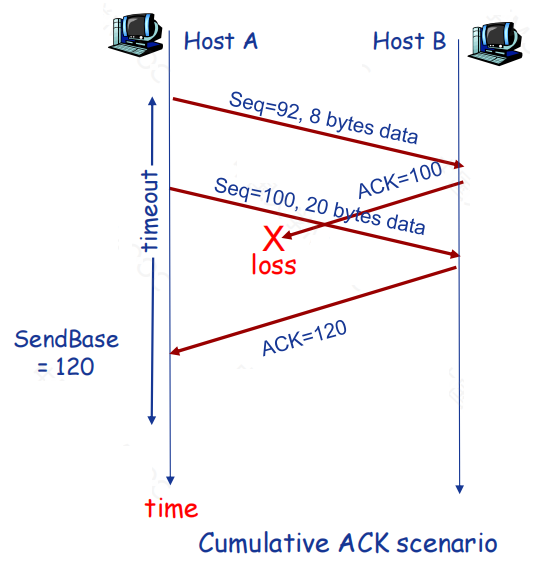 Host A
Host B
Seq=92, 8 bytes data
ACK=100
Seq=100, 20 bytes data
timeout
X
loss
ACK=120
SendBase
= 120
time
Cumulative ACK scenario